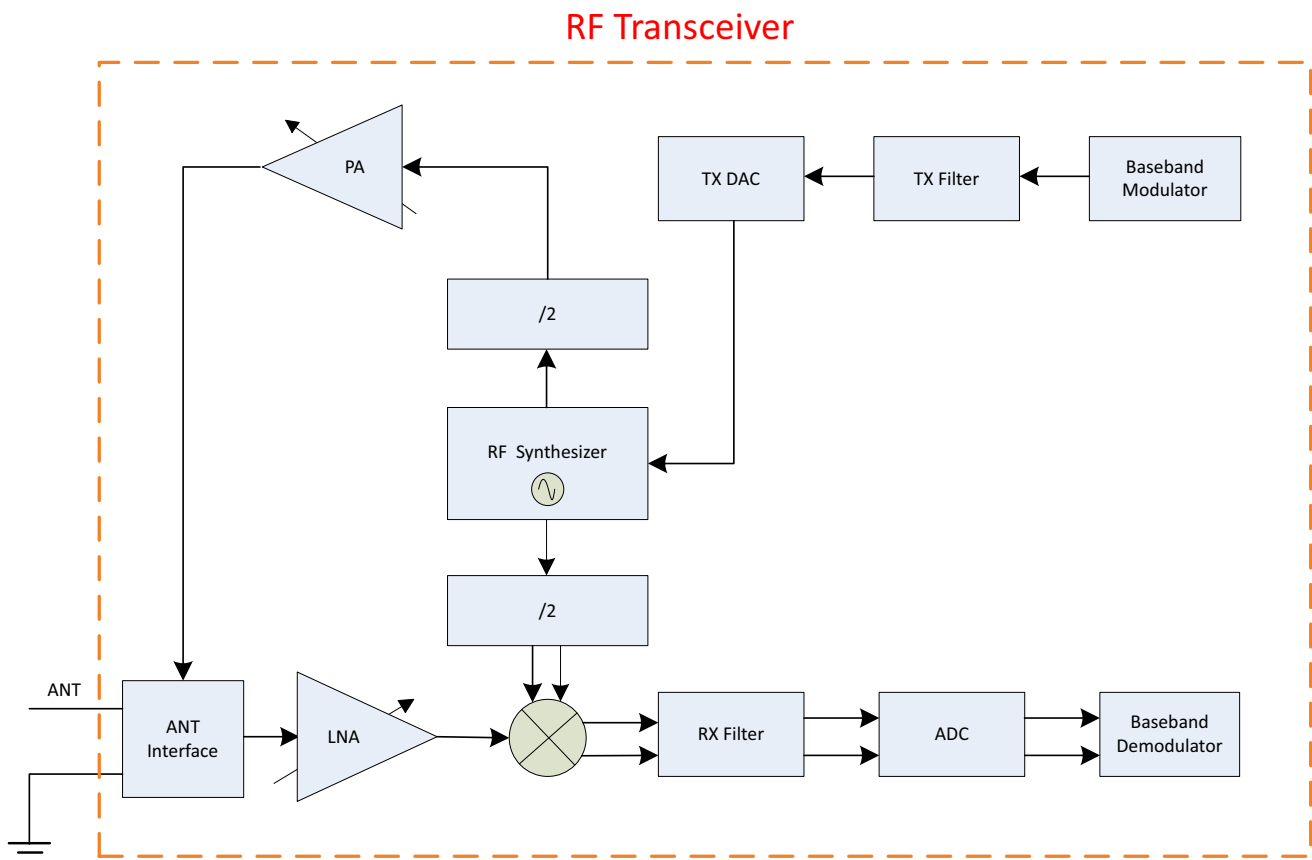 RF Transceiver
PA
TX DAC
TX Filter
Baseband
Modulator
/2
RF Synthesizer
/2
ANT
ANT
Interface
LNA
RX Filter
ADC
Baseband
Demodulator